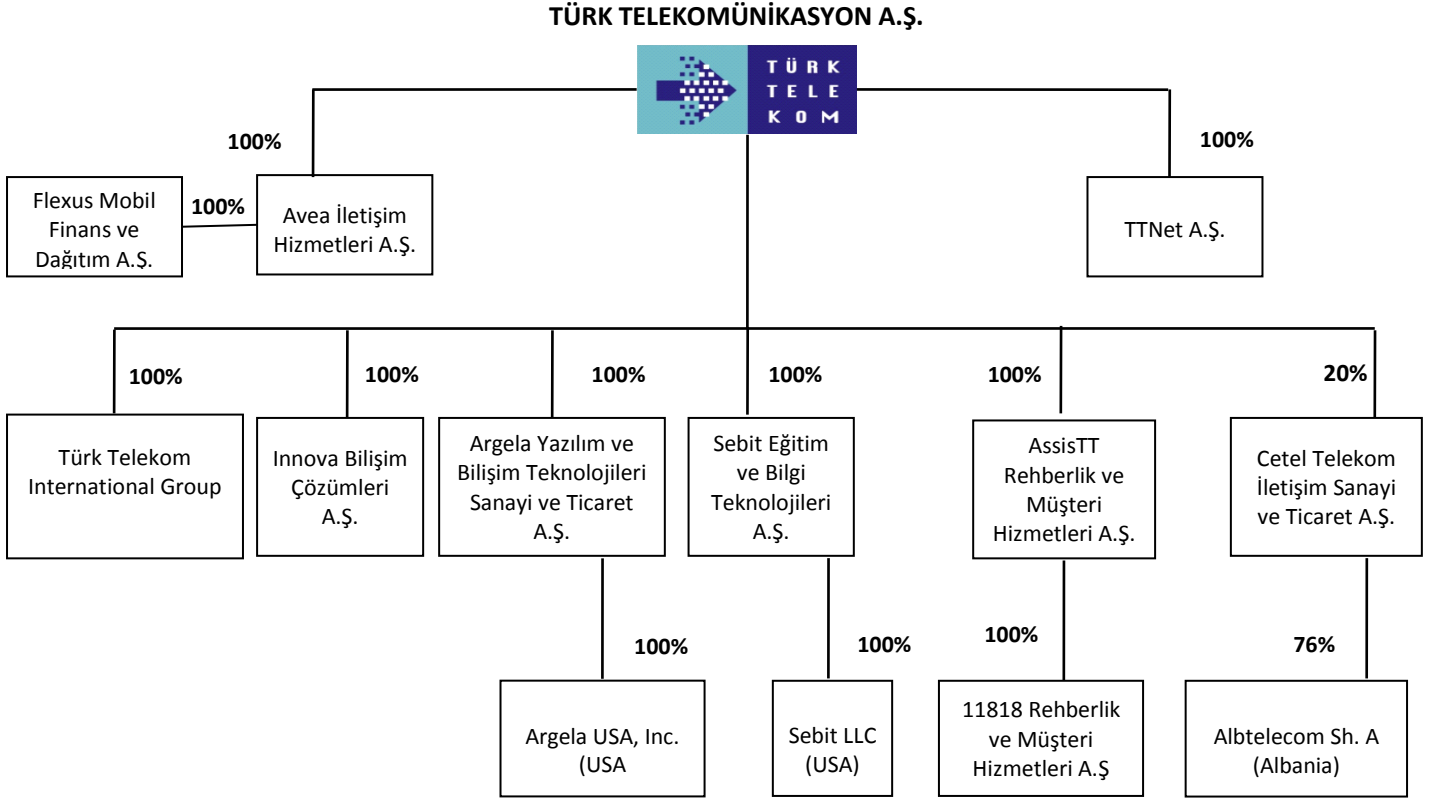 TÜRK TELEKOMÜNİKASYON A.Ş.
TÜRK
TELE
KOM
100%
100%
Flexus Mobil
Finans ve
Dağıtım A.Ş.
100%
Avea İletişim
Hizmetleri A.Ş.
TTNet A.Ş.
100%
100%
100%
100%
100%
20%
Türk Telekom
International Group
Innova Bilişim
Çözümleri
A.Ş.
Argela Yazılım ve
Bilişim Teknolojileri
Sanayi ve Ticaret
A.Ş.
Sebit Eğitim
ve Bilgi
Teknolojileri
A.Ş.
AssisTT
Rehberlik ve
Müşteri
Hizmetleri A.Ş.
Cetel Telekom
İletişim Sanayi
ve Ticaret A.Ş.
100%
100%
100%
76%
Argela USA, Inc.
(USA
Sebit LLC
(USA)
11818 Rehberlik
ve Müşteri
Hizmetleri A.Ş
Albtelecom Sh. A
(Albania)